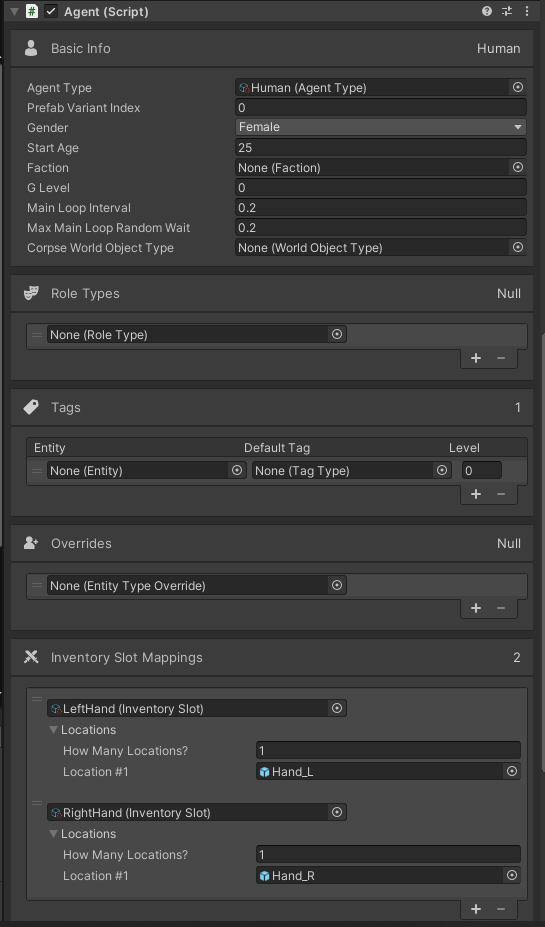 Agent (Script)
Basic Info Human
Agent Type Human (Agent Type)
Prefab Variant Index 0
Gender Female
Start Age 25
Faction None (Faction)
G Level 0
Main Loop Interval 0.2
Max Main Loop Random Wait 0.2
Corpse World Object Type None (World Object Type)
Role Types Null
None (Role Type)
+ −
Tags 1
Entity Default Tag Level
None (Entity) None (Tag Type) 0
+ −
Overrides Null
None (Entity Type Override)
+ −
Inventory Slot Mappings 2
LeftHand (Inventory Slot)
Locations
How Many Locations? 1
Location #1 Hand_L
RightHand (Inventory Slot)
Locations
How Many Locations? 1
Location #1 Hand_R
+ −